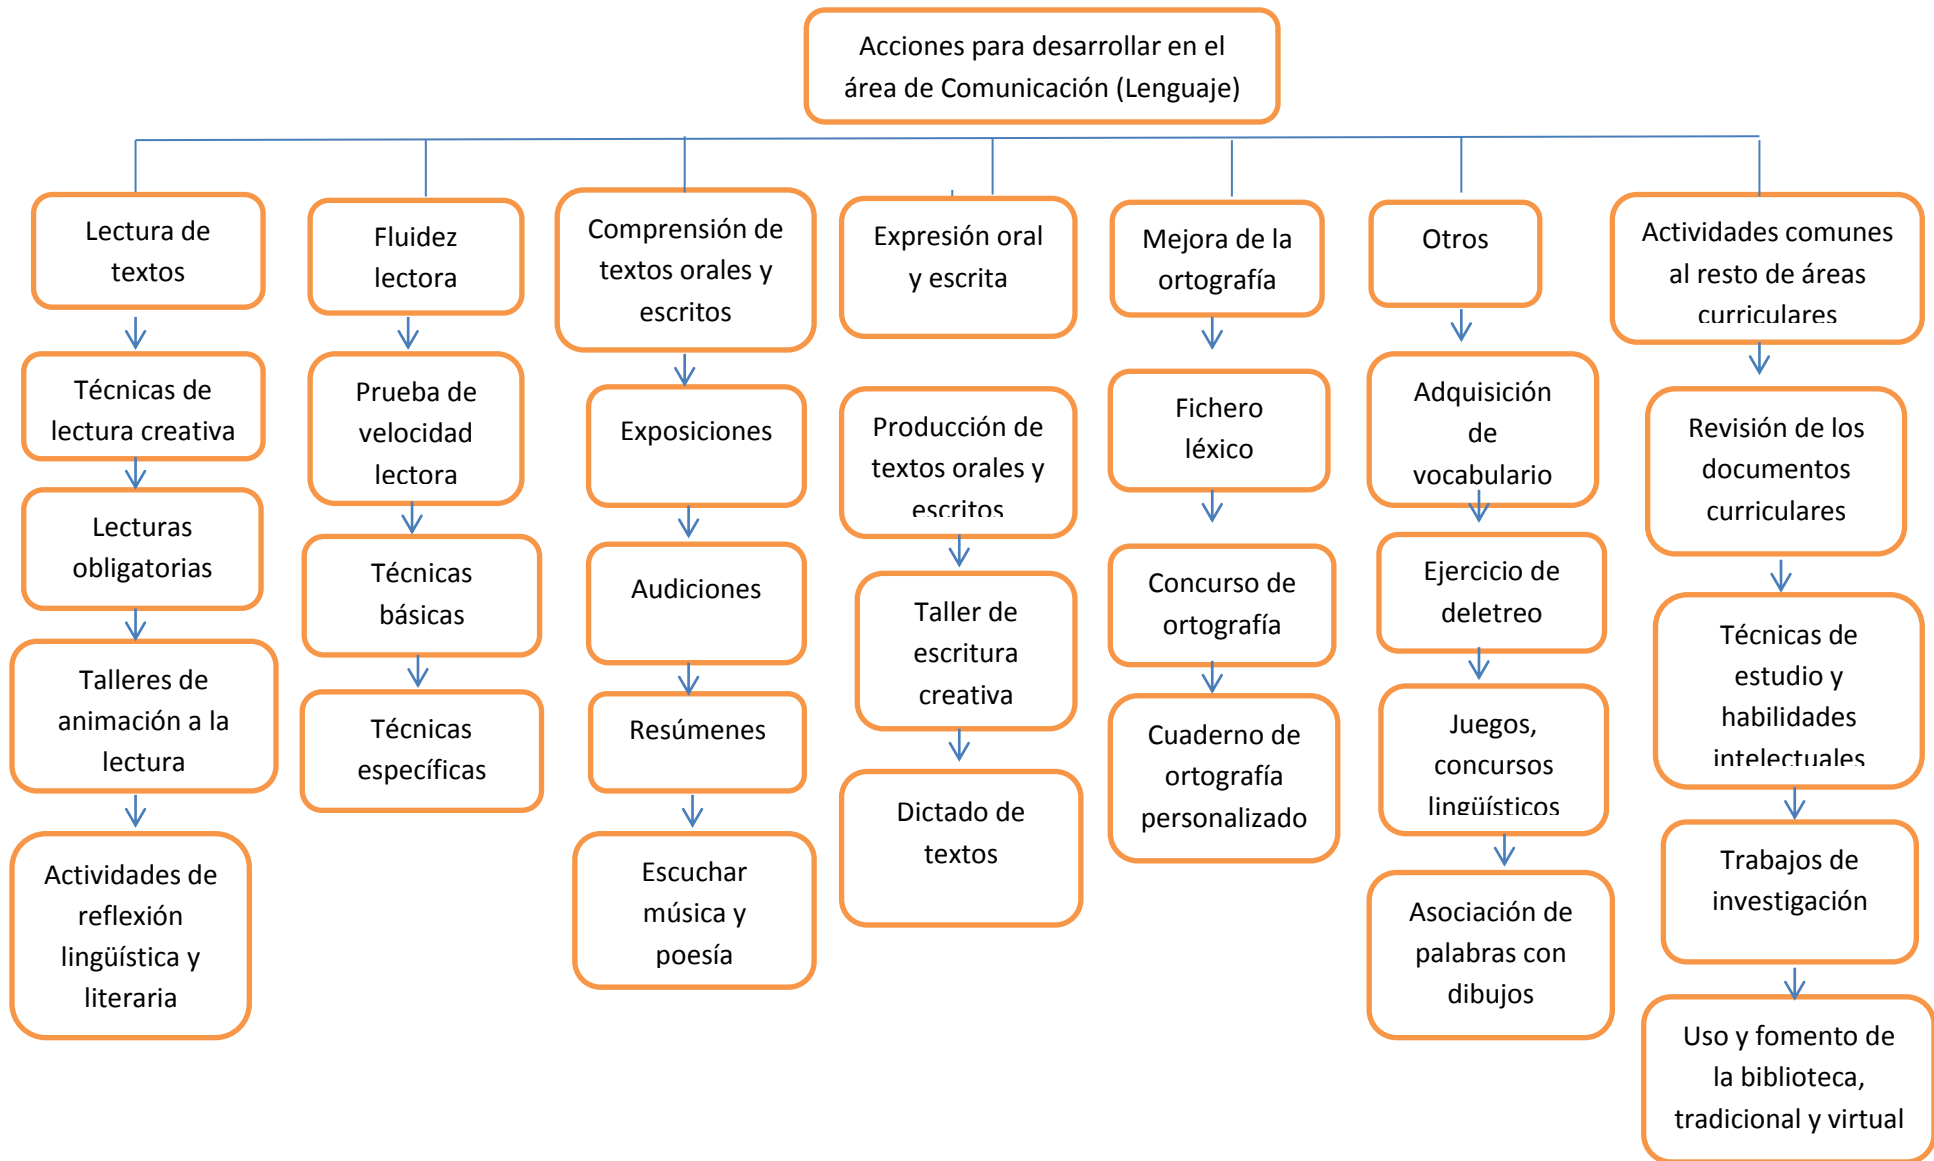 Acciones para desarrollar en el
área de Comunicación (Lenguaje)
Lectura de
textos
Técnicas de
lectura creativa
Lecturas
obligatorias
Talleres de
animación a la
lectura
Actividades de
reflexión
lingüística y
literaria
Fluidez
lectora
Prueba de
velocidad
lectora
Técnicas
básicas
Técnicas
específicas
Comprensión de
textos orales y
escritos
Exposiciones
Audiciones
Resúmenes
Escuchar
música y
poesía
Expresión oral
y escrita
Producción de
textos orales y
escritos
Taller de
escritura
creativa
Dictado de
textos
Mejora de la
ortografía
Fichero
léxico
Concurso de
ortografía
Cuaderno de
ortografía
personalizado
Otros
Adquisición
de
vocabulario
Ejercicio de
deletreo
Juegos,
concursos
lingüísticos
Asociación de
palabras con
dibujos
Actividades comunes
al resto de áreas
curriculares
Revisión de los
documentos
curriculares
Técnicas de
estudio y
habilidades
intelectuales
Trabajos de
investigación
Uso y fomento de
la biblioteca,
tradicional y virtual